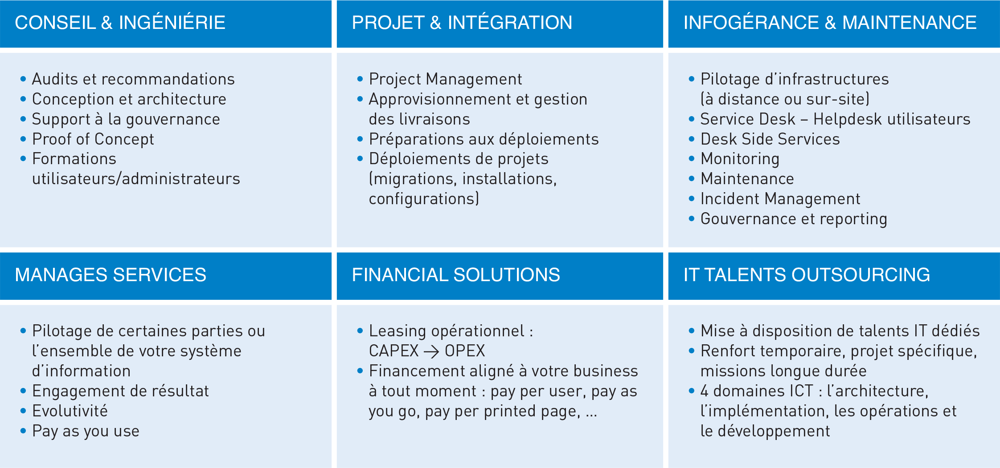 CONSEIL & INGÉNIÉRIE
• Audits et recommandations
• Conception et architecture
• Support à la gouvernance
• Proof of Concept
• Formations
utilisateurs/administrateurs
PROJET & INTÉGRATION
• Project Management
• Approvisionnement et gestion
des livraisons
• Préparations aux déploiements
• Déploiements de projets
(migrations, installations,
configurations)
INFOGÉRANCE & MAINTENANCE
• Pilotage d’infrastructures
(à distance ou sur-site)
• Service Desk – Helpdesk utilisateurs
• Desk Side Services
• Monitoring
• Maintenance
• Incident Management
• Gouvernance et reporting
MANAGES SERVICES
• Pilotage de certaines parties ou
l’ensemble de votre système
d’information
• Engagement de résultat
• Evolutivité
• Pay as you use
FINANCIAL SOLUTIONS
• Leasing opérationnel :
CAPEX → OPEX
• Financement aligné à votre business
à tout moment : pay per user, pay as
you go, pay per printed page, ...
IT TALENTS OUTSOURCING
• Mise à disposition de talents IT dédiés
• Renfort temporaire, projet spécifique,
missions longue durée
• 4 domaines ICT : l’architecture,
l’implémentation, les opérations et
le développement